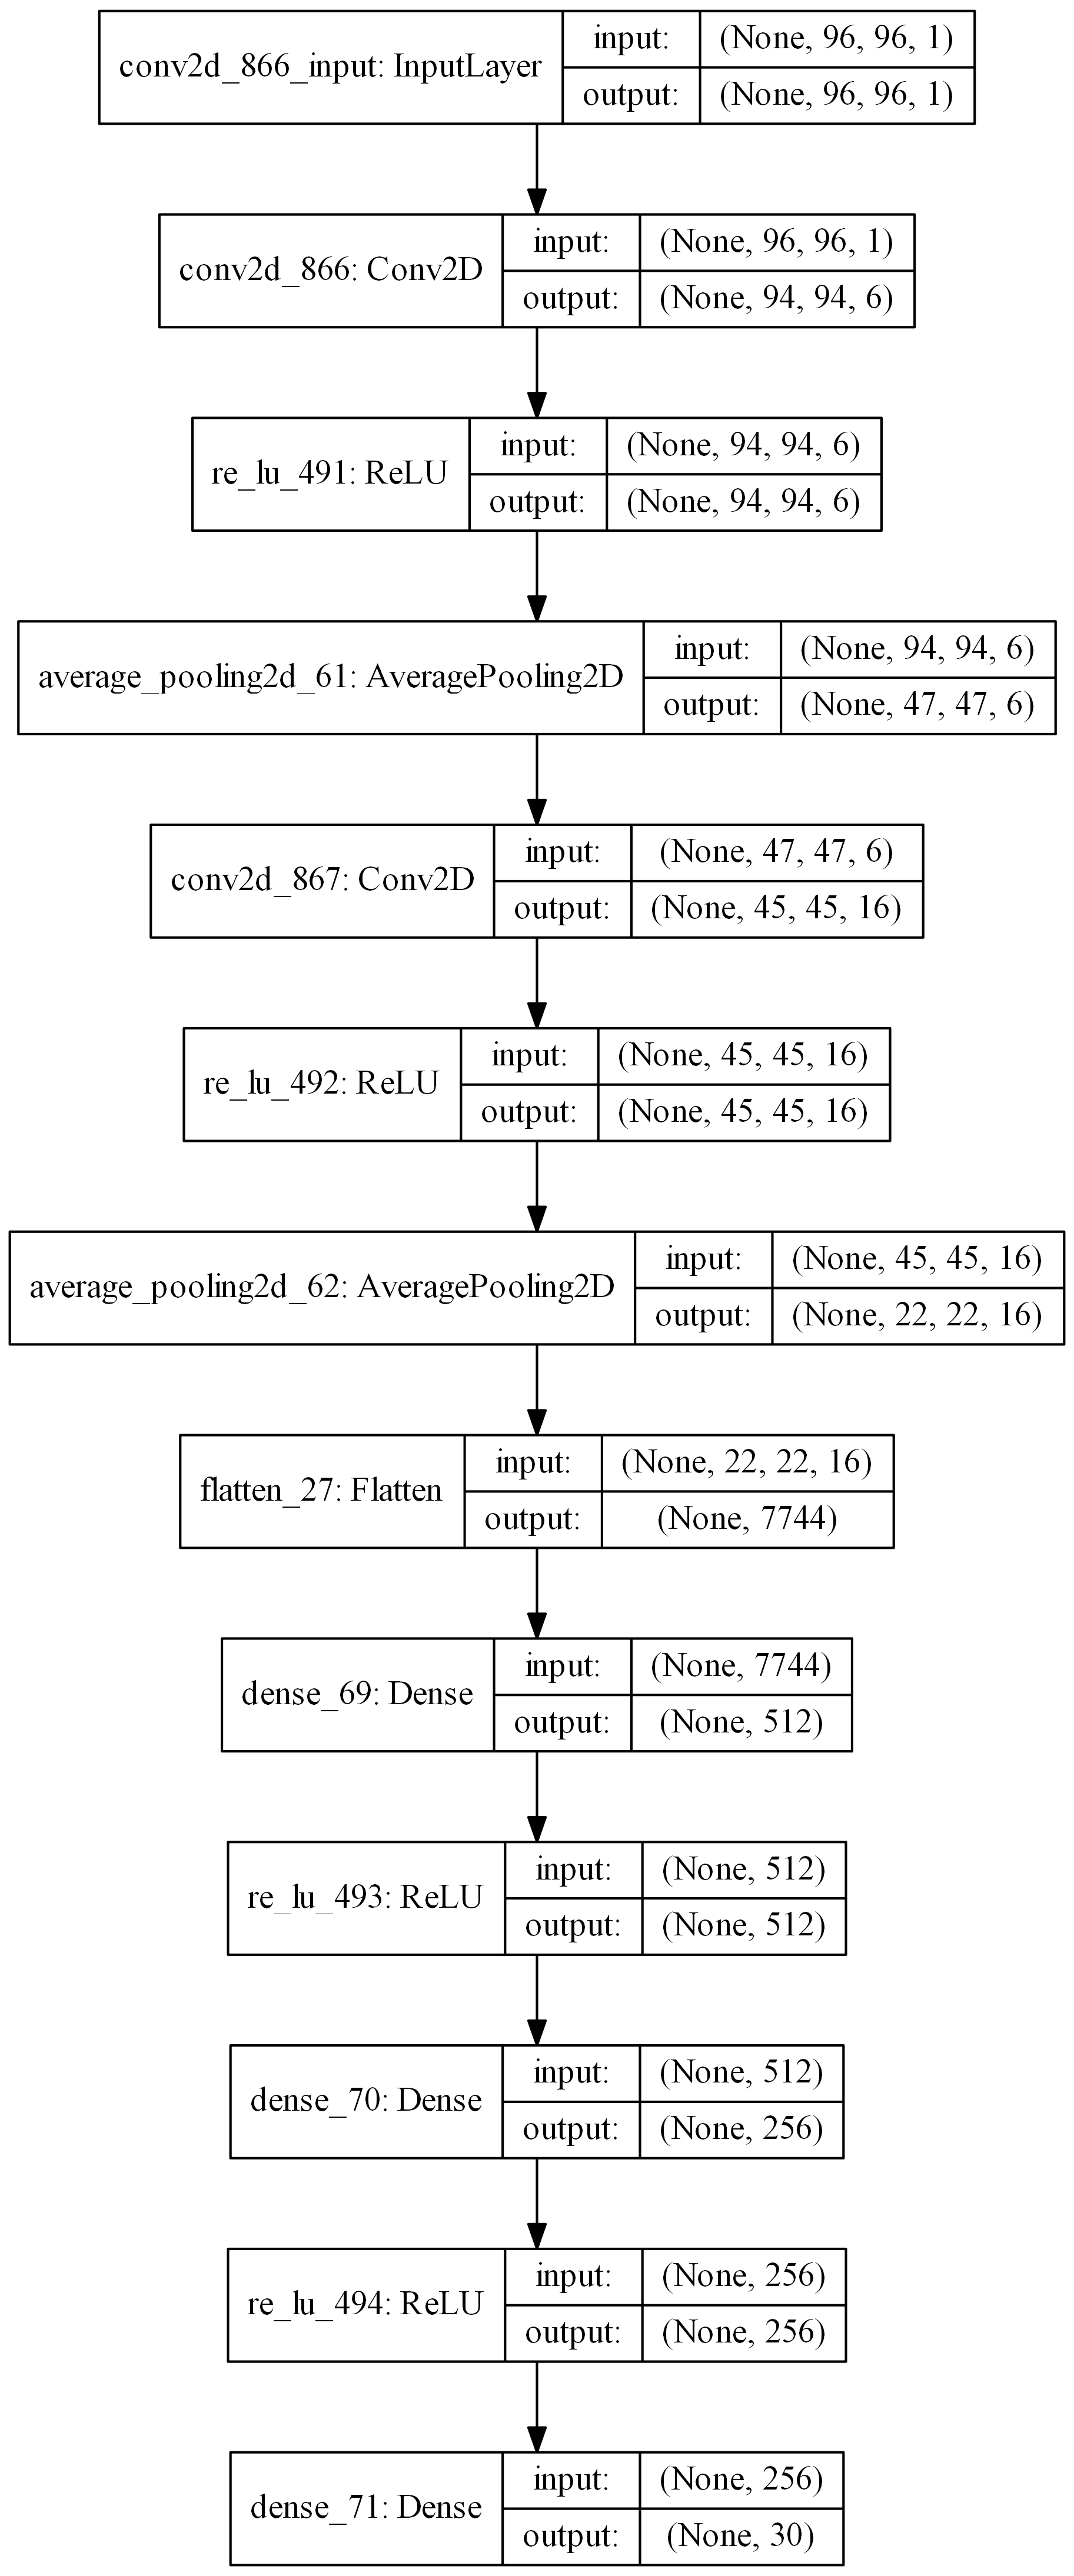 conv2d_866_input: InputLayer
input: (None, 96, 96, 1)
output: (None, 96, 96, 1)
conv2d_866: Conv2D
input: (None, 96, 96, 1)
output: (None, 94, 94, 6)
re_lu_491: ReLU
input: (None, 94, 94, 6)
output: (None, 94, 94, 6)
average_pooling2d_61: AveragePooling2D
input: (None, 94, 94, 6)
output: (None, 47, 47, 6)
conv2d_867: Conv2D
input: (None, 47, 47, 6)
output: (None, 45, 45, 16)
re_lu_492: ReLU
input: (None, 45, 45, 16)
output: (None, 45, 45, 16)
average_pooling2d_62: AveragePooling2D
input: (None, 45, 45, 16)
output: (None, 22, 22, 16)
flatten_27: Flatten
input: (None, 22, 22, 16)
output: (None, 7744)
dense_69: Dense
input: (None, 7744)
output: (None, 512)
re_lu_493: ReLU
input: (None, 512)
output: (None, 512)
dense_70: Dense
input: (None, 512)
output: (None, 256)
re_lu_494: ReLU
input: (None, 256)
output: (None, 256)
dense_71: Dense
input: (None, 256)
output: (None, 30)